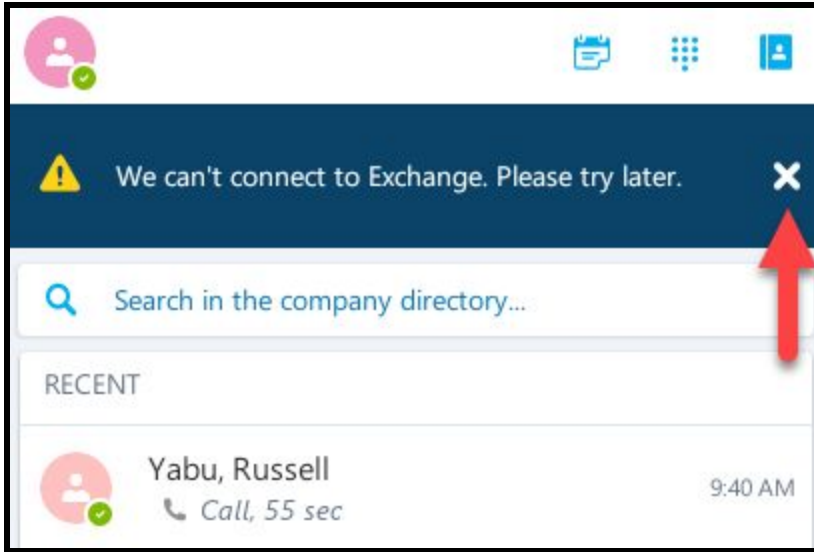 We can't connect to Exchange. Please try later.
Search in the company directory...
RECENT
Yabu, Russell
9:40 AM
Call, 55 sec